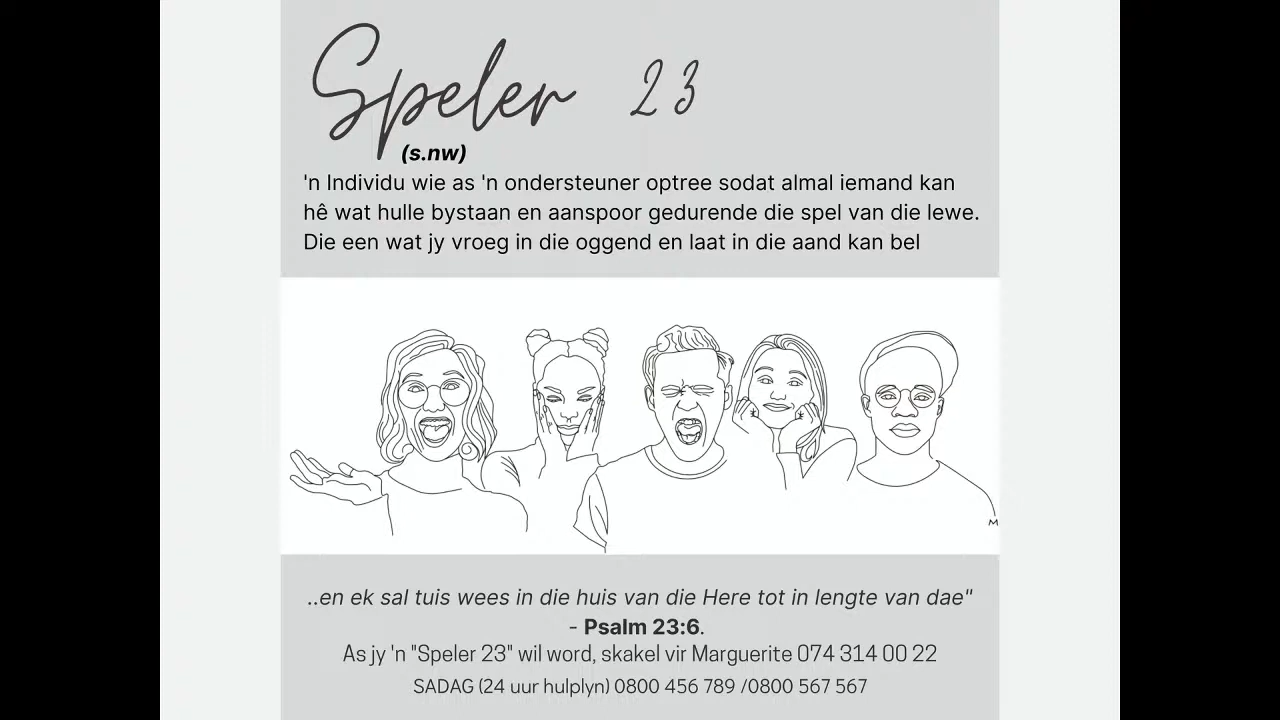 Speler 23
(s.nw)
'n Individu wie as 'n ondersteuner optree sodat almal iemand kan
hê wat hulle bystaan en aanspoor gedurende die spel van die lewe.
Die een wat jy vroeg in die oggend en laat in die aand kan bel
M
..en ek sal tuis wees in die huis van die Here tot in lengte van dae"
- Psalm 23:6.
As jy 'n "Speler 23" wil word, skakel vir Marguerite 074 314 00 22
SADAG (24 uur hulplyn) 0800 456 789 /0800 567 567